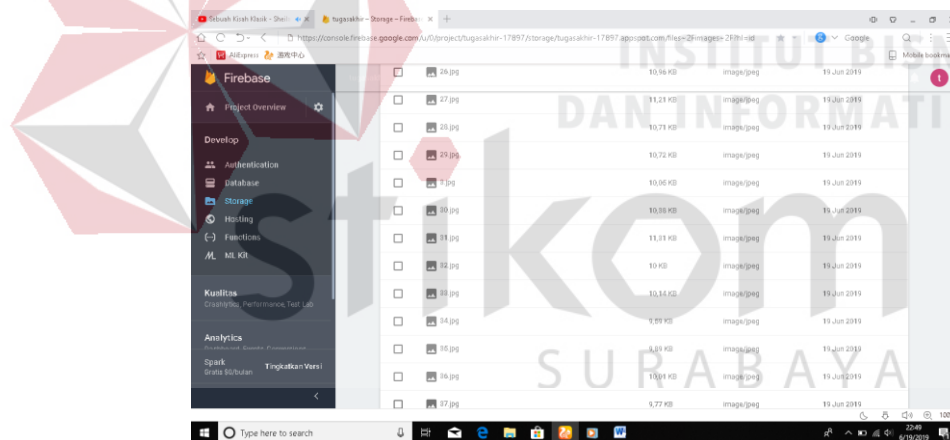 Sebuah Kisah Klasik - Sheil
tugasakhir – Storage – Fireba
https://console.firebase.google.com/u/0/project/tugasakhir-17897/storage/tugasakhir-17897.appspot.com/files~2Fimages~2F?hl=id
Google
AliExpress
游戏中心
Mobile bookma
INSTITUT BISN
DAN INFORMATI
stikom
SURABAYA
Firebase
t
Project Overview
Develop
Authentication
Database
Storage
Hosting
Functions
ML Kit
Kualitas
Crashlytics, Performance, Test Lab
Analytics
Spark
Gratis $0/bulan
Tingkatkan Versi
26.jpg 10,96 KB image/jpeg 19 Jun 2019
27.jpg 11,21 KB image/jpeg 19 Jun 2019
28.jpg 10,71 KB image/jpeg 19 Jun 2019
29.jpg 10,72 KB image/jpeg 19 Jun 2019
3.jpg 10,06 KB image/jpeg 19 Jun 2019
30.jpg image/jpeg 19 Jun 2019
31.jpg 11,31 KB image/jpeg 19 Jun 2019
32.jpg 10 KB image/jpeg 19 Jun 2019
33.jpg 10,14 KB image/jpeg 19 Jun 2019
34.jpg 9,69 KB image/jpeg 19 Jun 2019
35.jpg image/jpeg 19 Jun 2019
36.jpg 10,01 KB image/jpeg 19 Jun 2019
37.jpg 9,77 KB image/jpeg 19 Jun 2019
100
Type here to search
22:49
6/19/2019